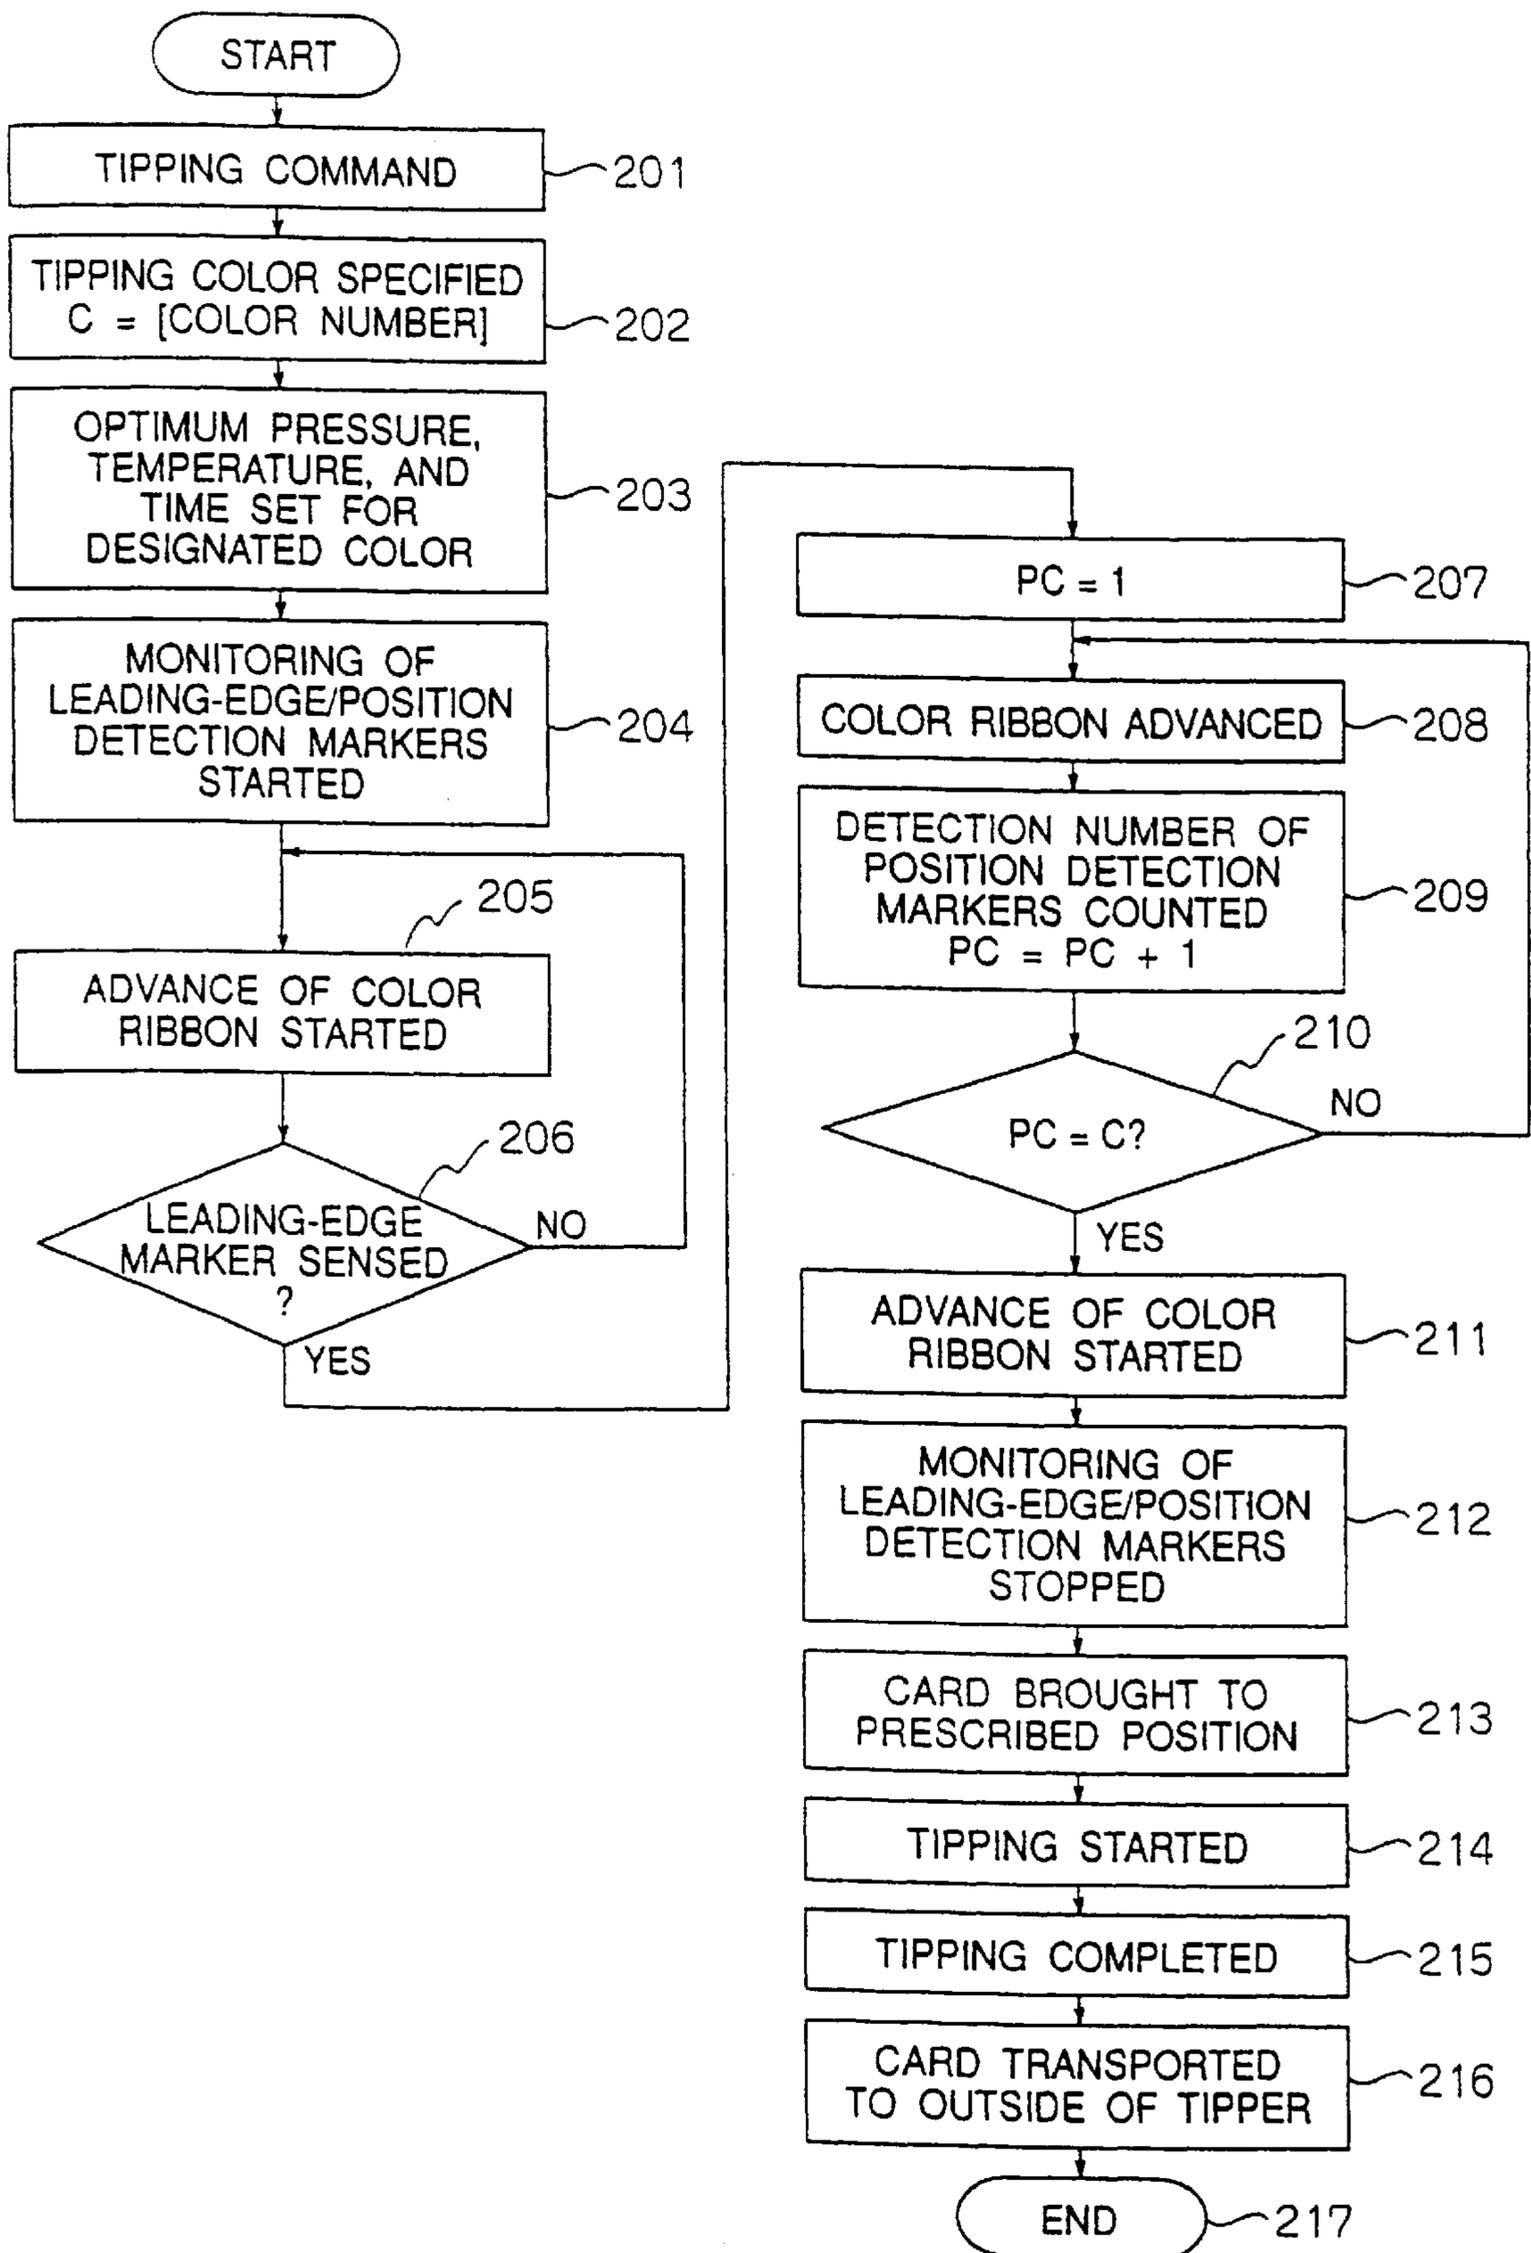 START
TIPPING COMMAND
201
TIPPING COLOR SPECIFIED
C = [COLOR NUMBER]
202
OPTIMUM PRESSURE,
TEMPERATURE, AND
TIME SET FOR
DESIGNATED COLOR
203
MONITORING OF
LEADING-EDGE/POSITION
DETECTION MARKERS
STARTED
204
205
ADVANCE OF COLOR
RIBBON STARTED
206
LEADING-EDGE
MARKER SENSED
?
NO
YES
PC = 1
207
COLOR RIBBON ADVANCED
208
DETECTION NUMBER OF
POSITION DETECTION
MARKERS COUNTED
PC = PC + 1
209
210
PC = C?
NO
YES
ADVANCE OF COLOR
RIBBON STARTED
211
MONITORING OF
LEADING-EDGE/POSITION
DETECTION MARKERS
STOPPED
212
CARD BROUGHT TO
PRESCRIBED POSITION
213
TIPPING STARTED
214
TIPPING COMPLETED
215
CARD TRANSPORTED
TO OUTSIDE OF TIPPER
216
END
217